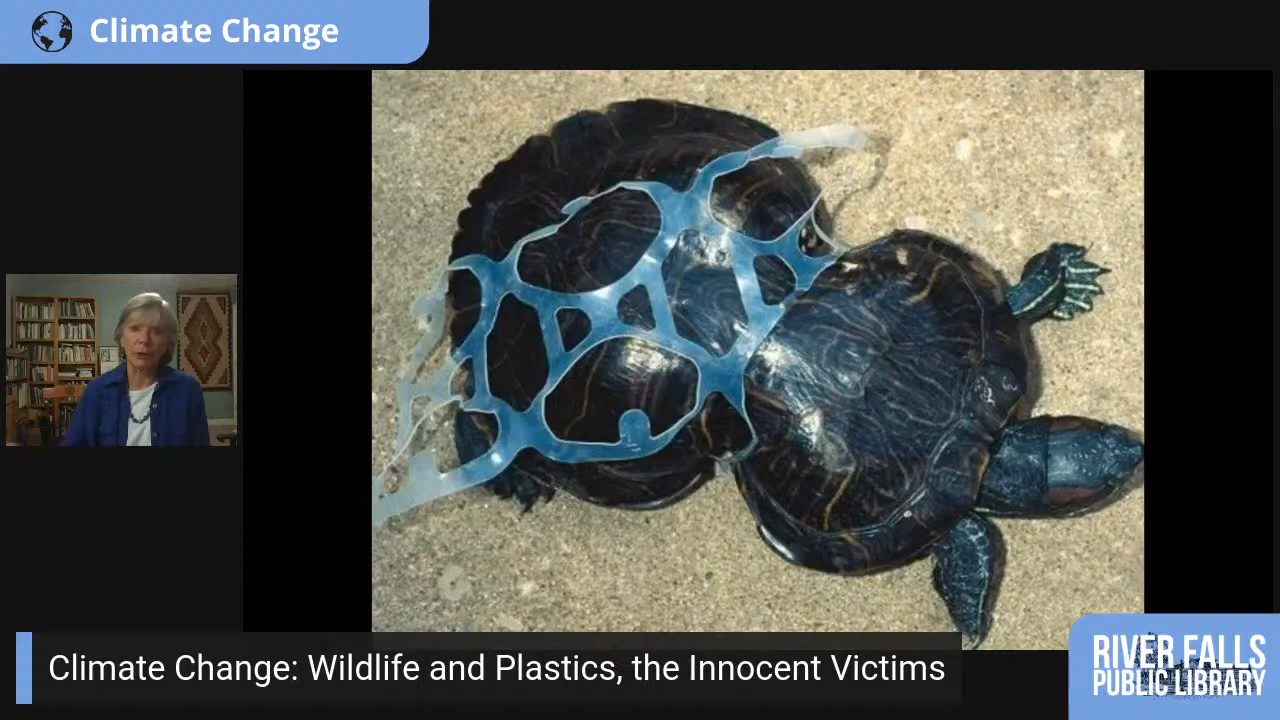 Climate Change
Climate Change: Wildlife and Plastics, the Innocent Victims
RIVER FALLS
PUBLIC LIBRARY